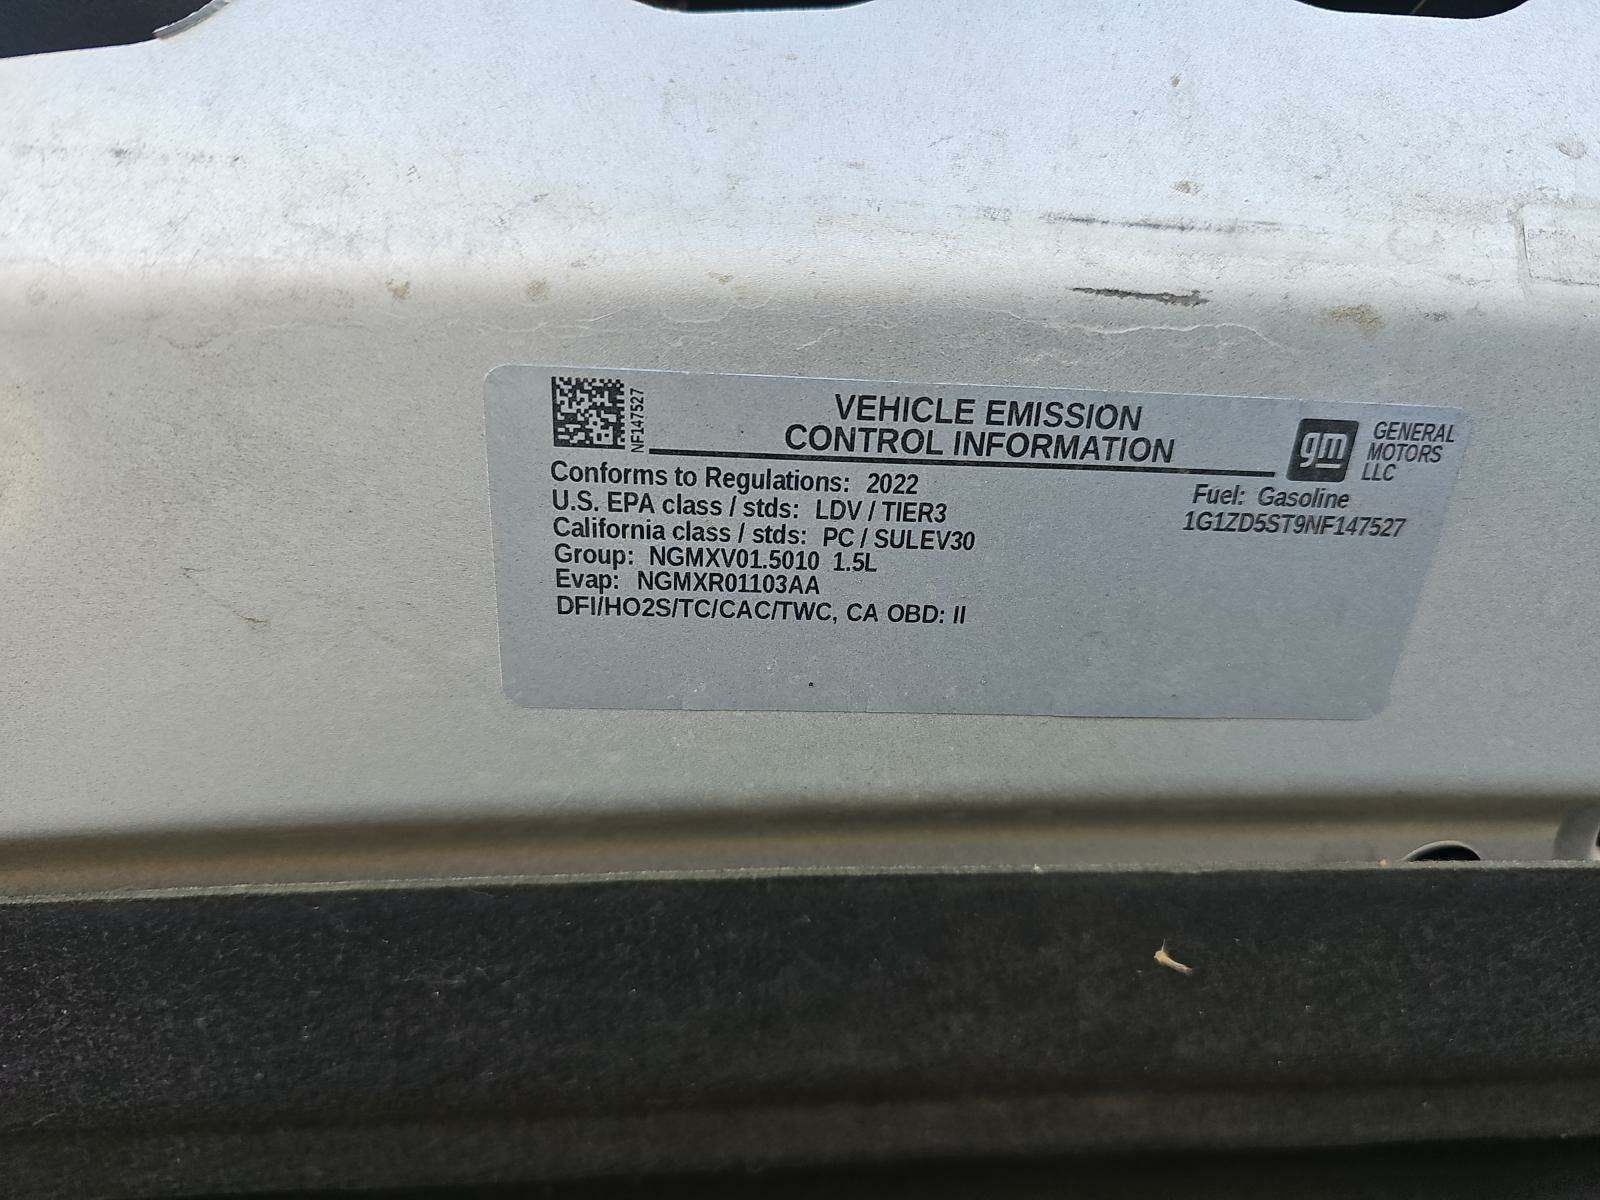 NF147527
VEHICLE EMISSION
CONTROL INFORMATION
gm
GENERAL
MOTORS
LLC
Conforms to Regulations: 2022
U.S. EPA class / stds: LDV / TIER3
California class / stds: PC / SULEV30
Group: NGMXV01.5010 1.5L
Evap: NGMXR01103AA
DFI/HO2S/TC/CAC/TWC, CA OBD: II
Fuel: Gasoline
1G1ZD5ST9NF147527